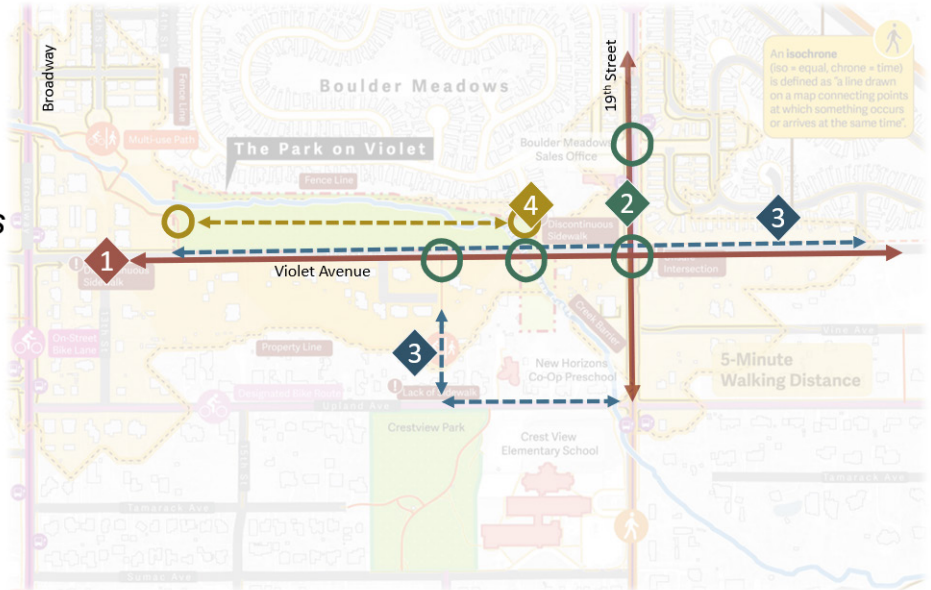 Broadway
Fence Line
Multi-use Path
Boulder Meadows
19th Street
An isochrone
(iso = equal, chrone = time)
is defined as "a line drawn
on a map connecting points
at which something occurs
or arrives at the same time".
The Park on Violet
Boulder Meadows
Sales Office
Fence Line
s
4
2
3
Discontinuous
Sidewalk
1
Sidewalk
Violet Avenue
Intersection
On-Street
Bike Lane
Property Line
3
Creek Barrier
Vine Ave
New Horizons
Co-Op Preschool
5-Minute
Walking Distance
Designated Bike Route
Upland Ave
Crestview Park
Crest View
Elementary School
15th St
Tamarack Ave
Tamarack Ave
Sumac Ave